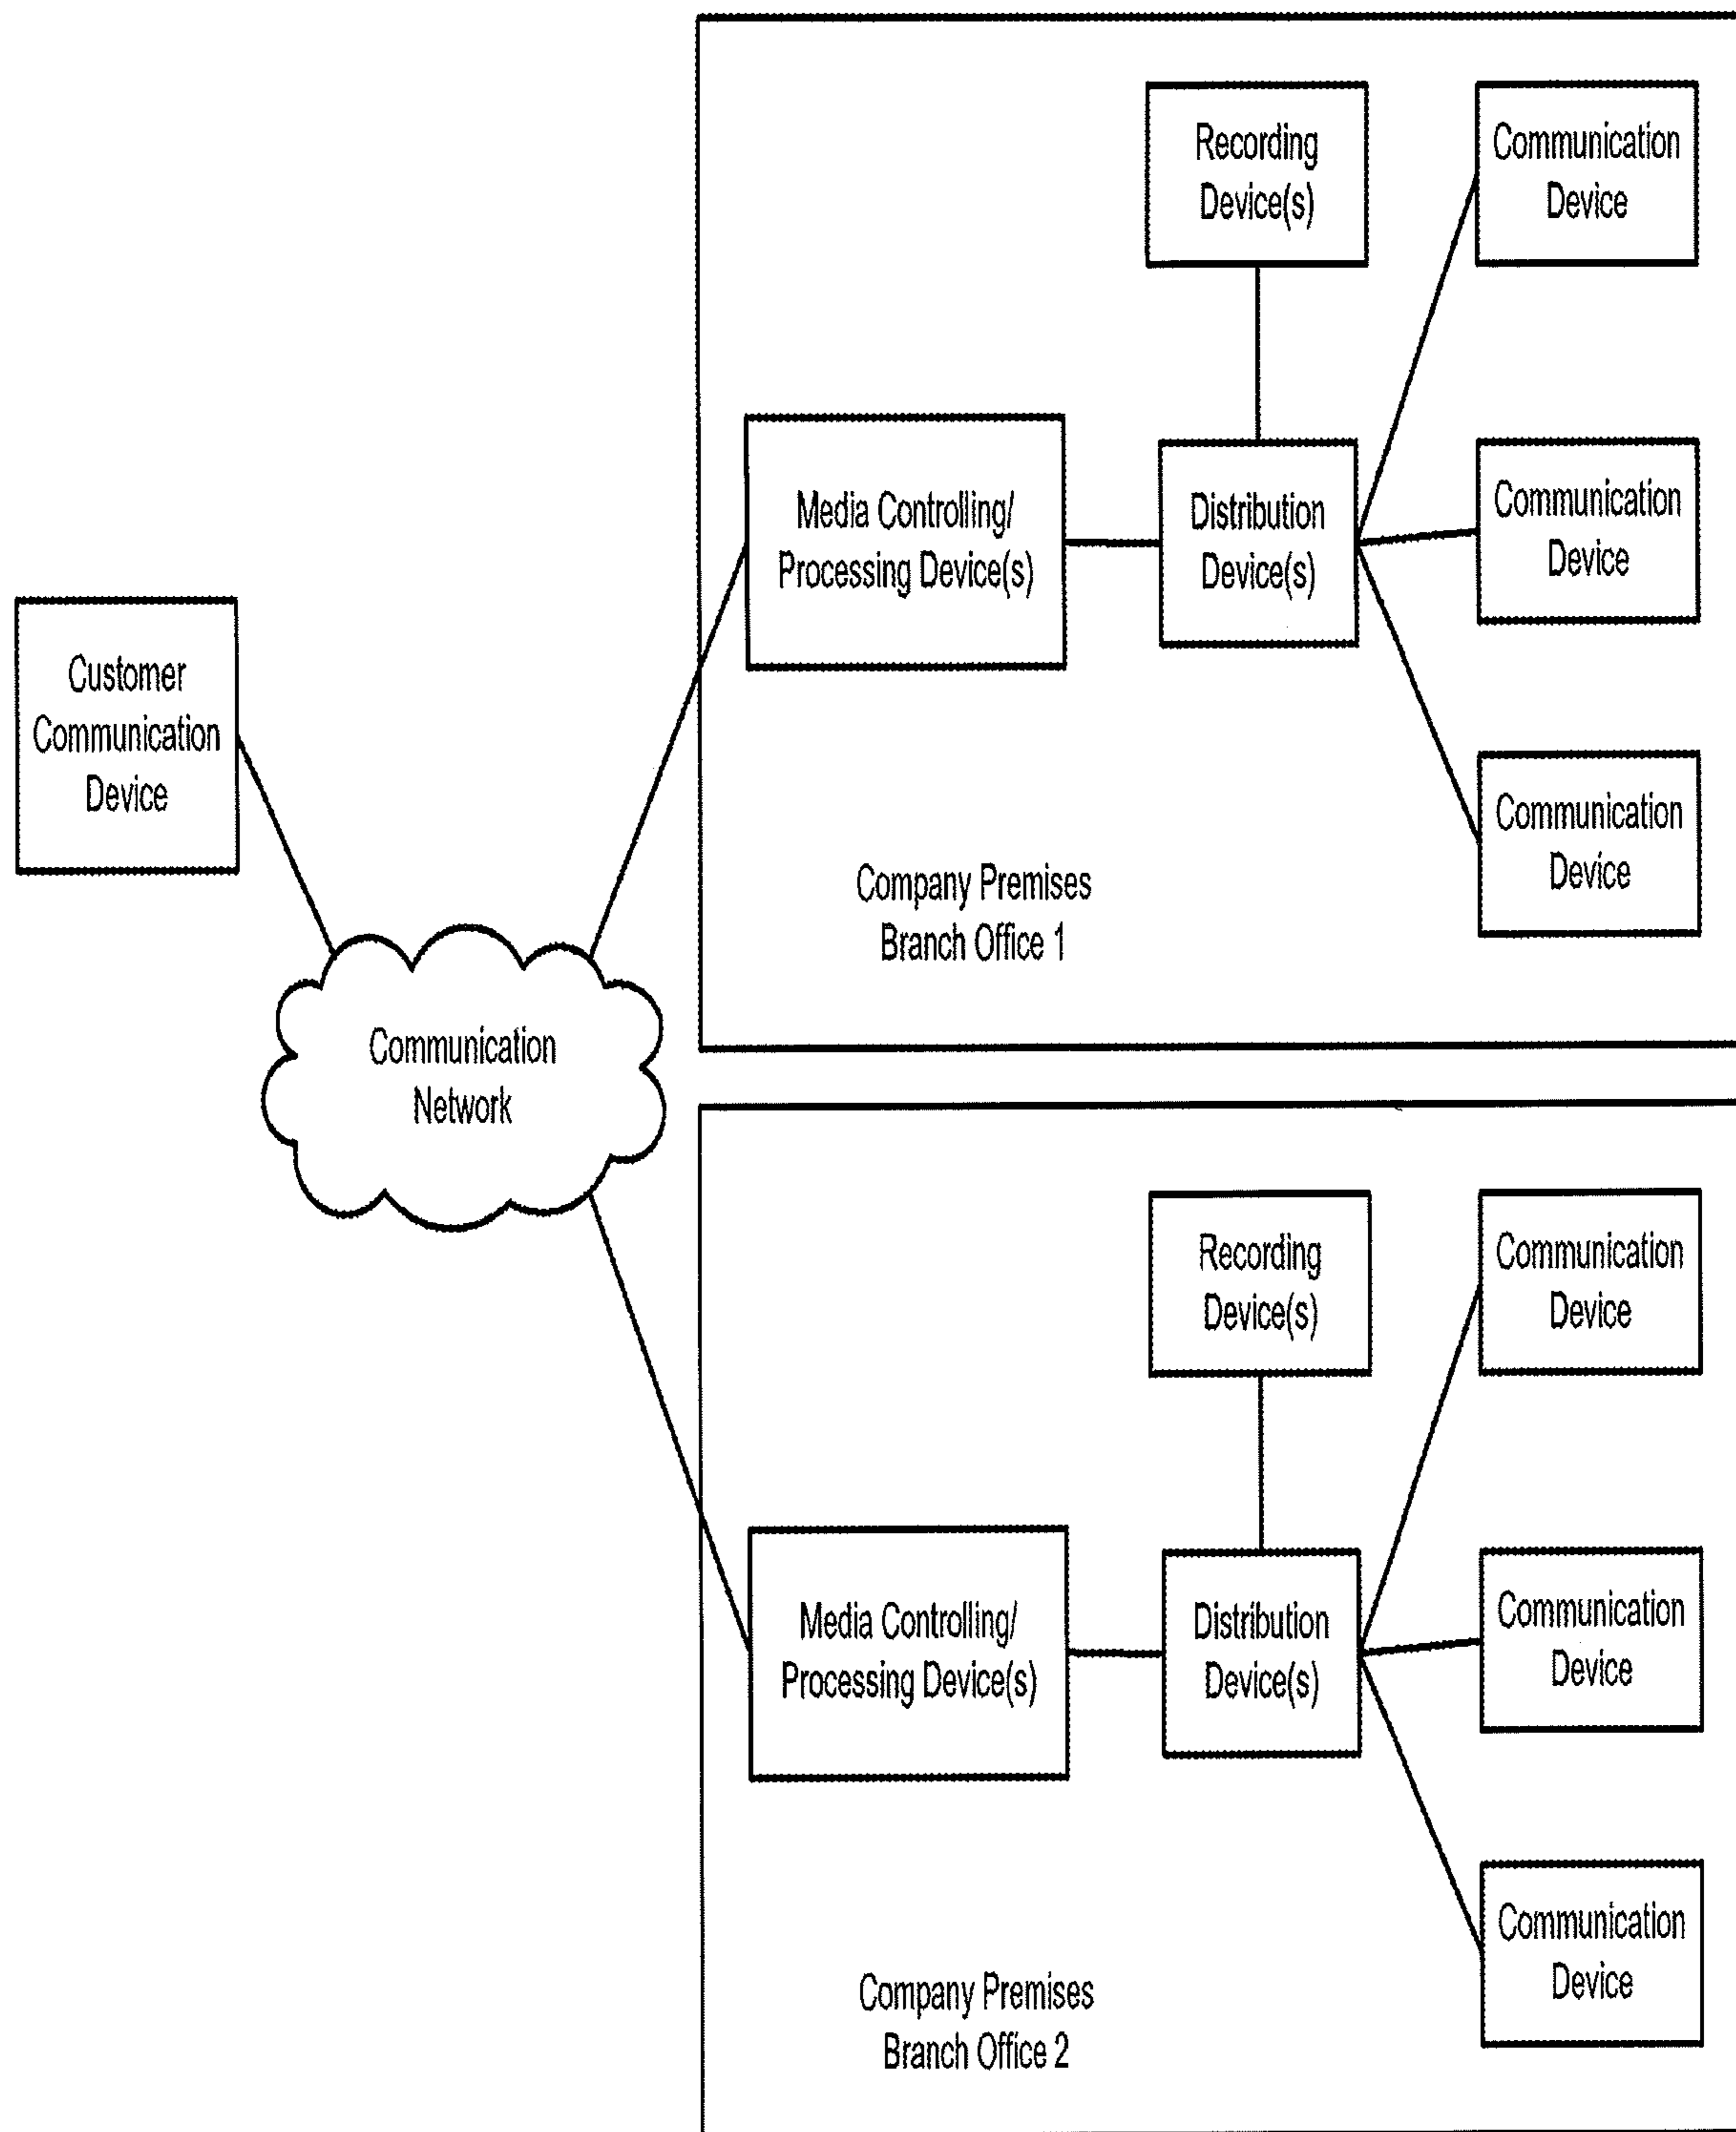 Recording
Device(s)
Communication
Device
Media Controlling/
Processing Device(s)
Distribution
Device(s)
Communication
Device
Communication
Device
Company Premises
Branch Office 1
Customer
Communication
Device
Communication
Network
Recording
Device(s)
Communication
Device
Media Controlling/
Processing Device(s)
Distribution
Device(s)
Communication
Device
Communication
Device
Company Premises
Branch Office 2